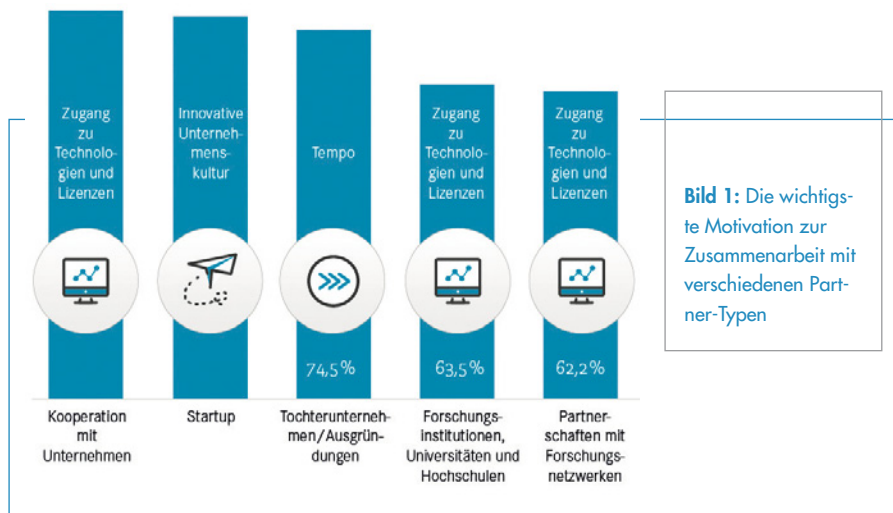 Zugang
zu
Technolo-
gien und
Lizenzen
Innovative
Unterneh-
mens-
kultur
Tempo
Zugang
zu
Technolo-
gien und
Lizenzen
Zugang
zu
Technolo-
gien und
Lizenzen
74,5%
63,5%
62,2%
Kooperation
mit
Unternehmen
Startup
Tochterunterneh-
men/Ausgrün-
dungen
Forschungs-
institutionen,
Universitäten und
Hochschulen
Partner-
schaften mit
Forschungs-
netzwerken
Bild 1: Die wichtigs-
te Motivation zur
Zusammenarbeit mit
verschiedenen Part-
ner-Typen